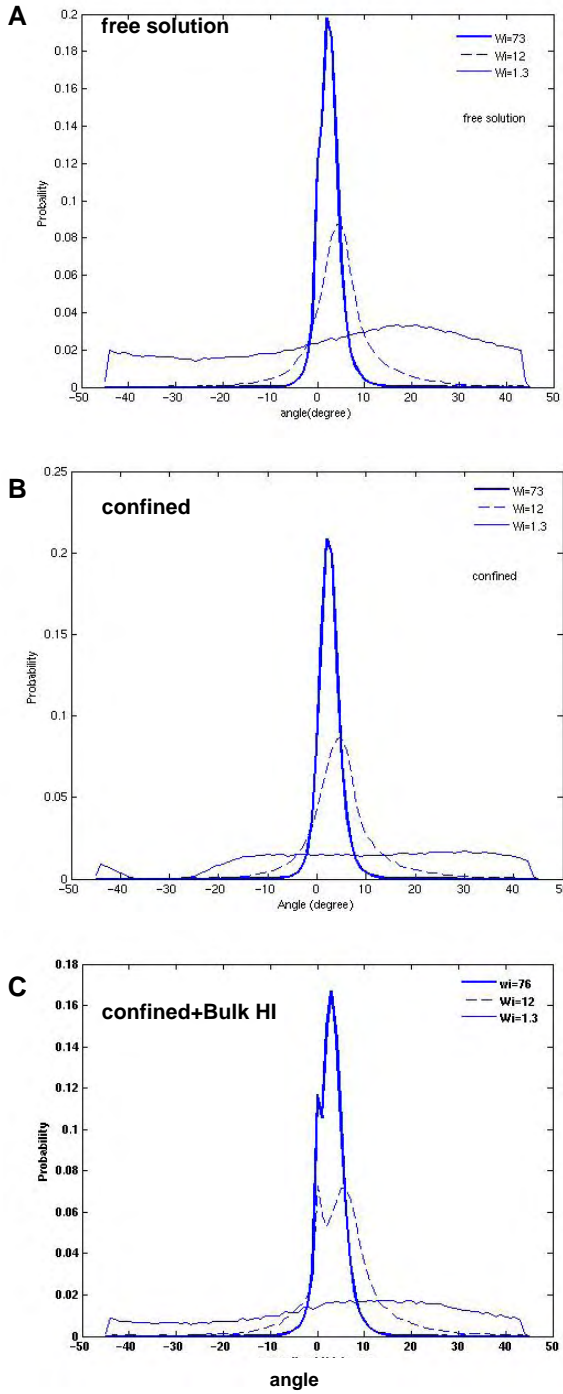 A
free solution
0.2
0.18
0.16
0.14
0.12
0.1
0.08
0.06
0.04
0.02
0
Probaility
Wi=73
Wi=12
Wi=1.3
free solution
-50 -40 -30 -20 -10 0 10 20 30 40 50
angle(degree)
B
confined
0.25
0.2
0.15
0.1
0.05
0
Probability
Wi=73
Wi=12
Wi=1.3
confined
-50 -40 -30 -20 -10 0 10 20 30 40 50
Angle (degree)
C
confined+Bulk HI
0.18
0.16
0.14
0.12
0.1
0.08
0.06
0.04
0.02
0
Probability
wi=76
Wi=12
Wi=1.3
-50 -40 -30 -20 -10 0 10 20 30 40 50
angle